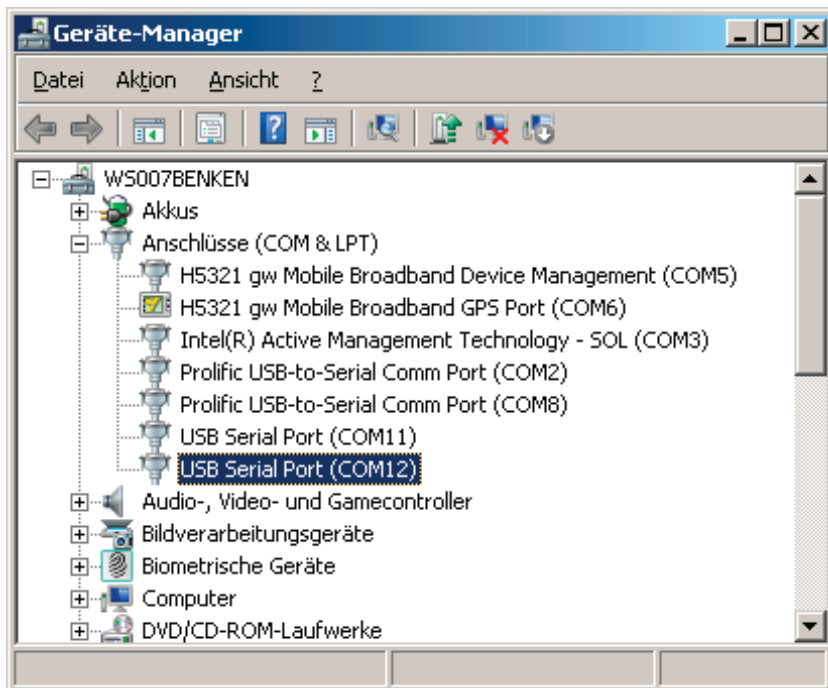 Geräte-Manager
Datei Aktion Ansicht ?
WS007BENKEN
Akkus
Anschlüsse (COM & LPT)
H5321 gw Mobile Broadband Device Management (COM5)
H5321 gw Mobile Broadband GPS Port (COM6)
Intel(R) Active Management Technology - SOL (COM3)
Prolific USB-to-Serial Comm Port (COM2)
Prolific USB-to-Serial Comm Port (COM8)
USB Serial Port (COM11)
USB Serial Port (COM12)
Audio-, Video- und Gamecontroller
Bildverarbeitungsgeräte
Biometrische Geräte
Computer
DVD/CD-ROM-Laufwerke